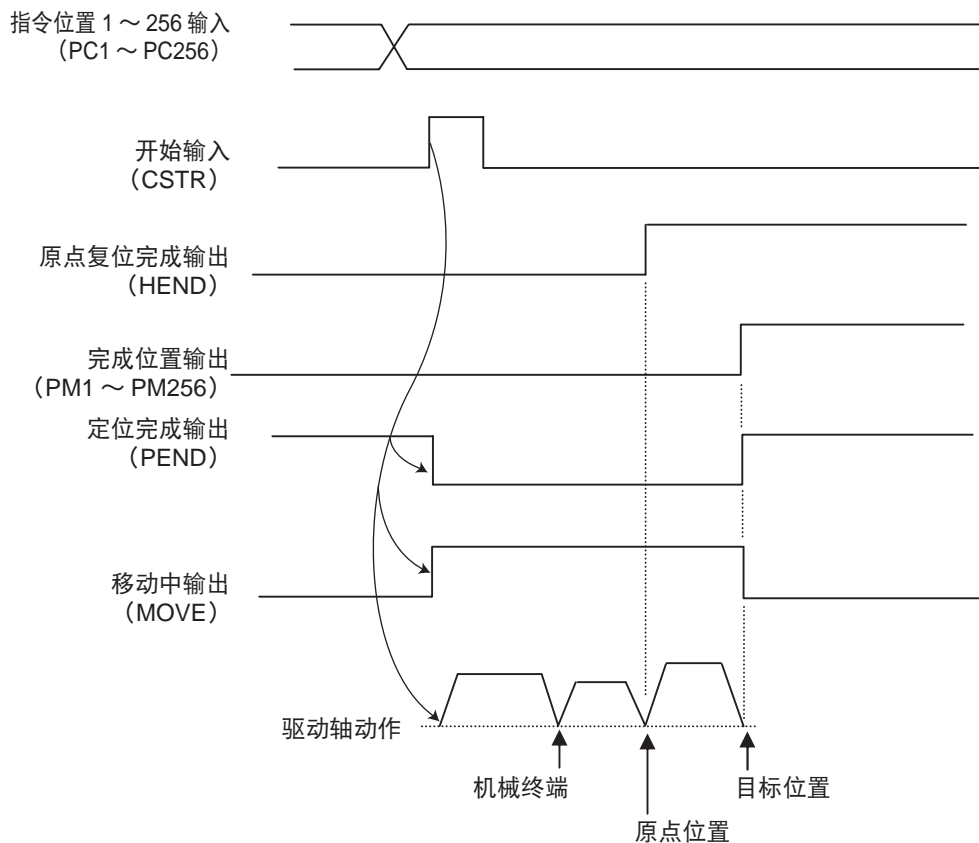 指令位置 1 ～ 256 输入
（PC1 ～ PC256）
开始输入
（CSTR）
原点复位完成输出
（HEND）
完成位置输出
（PM1 ～ PM256）
定位完成输出
（PEND）
移动中输出
（MOVE）
驱动轴动作
机械终端
目标位置
原点位置